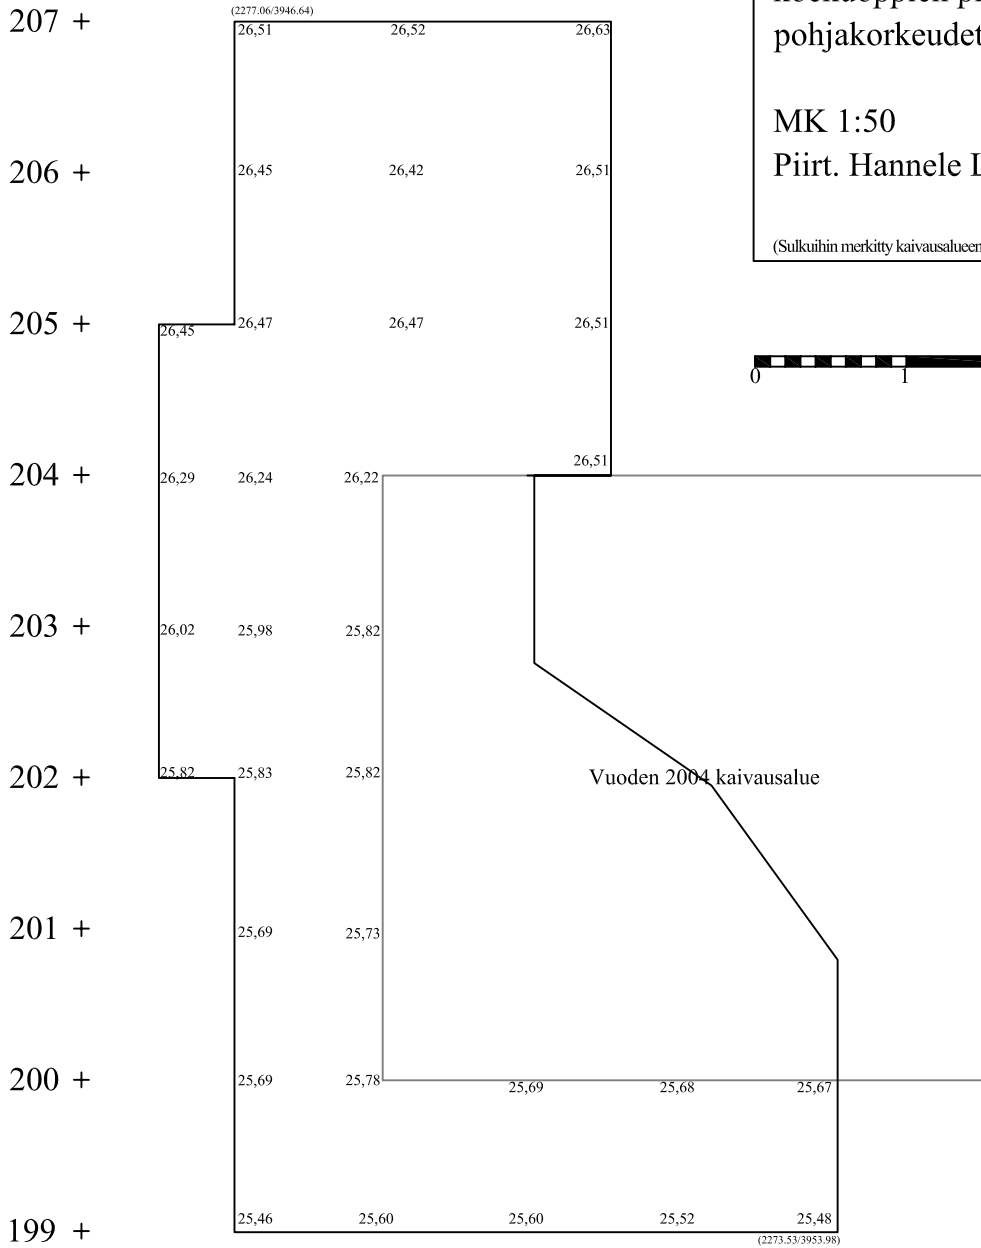 pohjakorkeudet
MK 1:50
Piirt. Hannele L
(Sulkuihin merkitty kaivausalueen
0 1
(2277.06/3946.64)
207 + 26,51 26,52 26,63
206 + 26,45 26,42 26,51
205 + 26,45 26,47 26,47 26,51
26,51
204 + 26,29 26,24 26,22
203 + 26,02 25,98 25,82
202 + 25,82 25,83 25,82
Vuoden 2004 kaivausalue
201 + 25,69 25,73
200 + 25,69 25,78 25,69 25,68 25,67
199 + 25,46 25,60 25,60 25,52 25,48
(2273.53/3953.98)